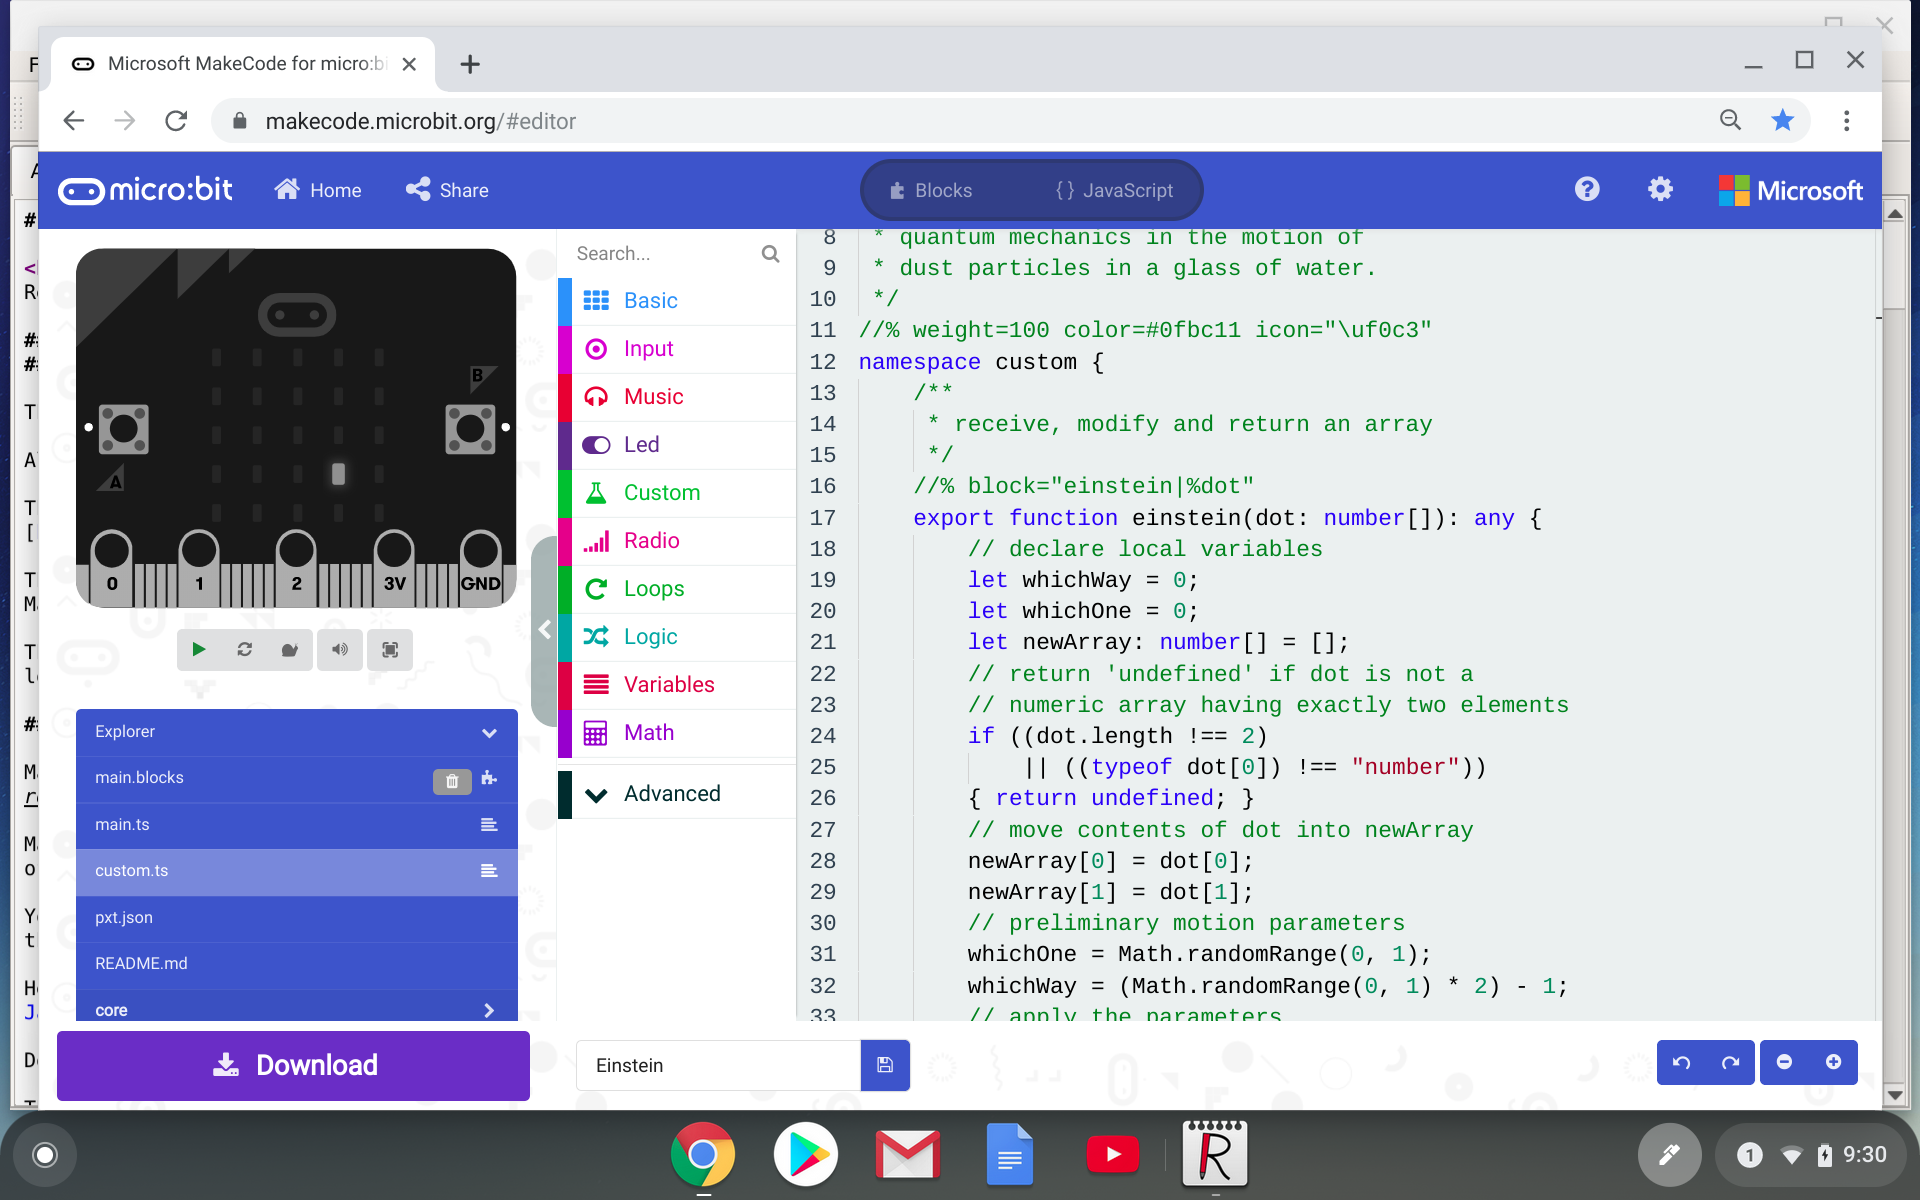 Microsoft MakeCode for micro:bi
makecode.microbit.org/#editor
micro:bit
Home
Share
Blocks
{ } JavaScript
Microsoft
B
A
0 1 2 3V GND
Explorer
main.blocks
main.ts
custom.ts
pxt.json
README.md
core
Download
Search...
Basic
Input
Music
Led
Custom
Radio
Loops
Logic
Variables
Math
Advanced
8 * quantum mechanics in the motion of
9 * dust particles in a glass of water.
10 */
11 //% weight=100 color=#0fbc11 icon="\uf0c3"
12 namespace custom {
13 /**
14 * receive, modify and return an array
15 */
16 //% block="einstein|%dot"
17 export function einstein(dot: number[]): any {
18 // declare local variables
19 let whichWay = 0;
20 let whichOne = 0;
21 let newArray: number[] = [];
22 // return 'undefined' if dot is not a
23 // numeric array having exactly two elements
24 if ((dot.length !== 2)
25 || ((typeof dot[0]) !== "number"))
26 { return undefined; }
27 // move contents of dot into newArray
28 newArray[0] = dot[0];
29 newArray[1] = dot[1];
30 // preliminary motion parameters
31 whichOne = Math.randomRange(0, 1);
32 whichWay = (Math.randomRange(0, 1) * 2) - 1;
33 // apply the parameters
Einstein
R
1
9:30